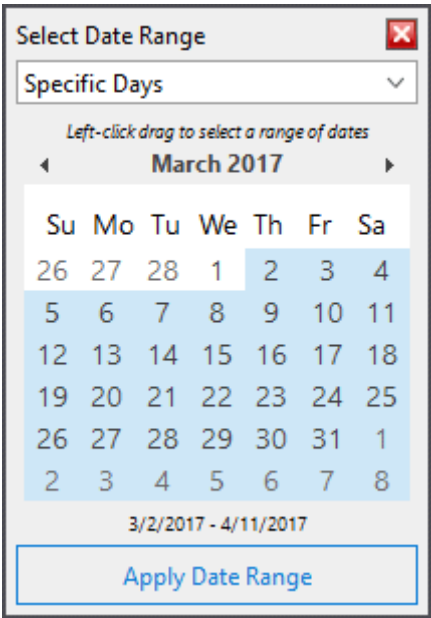 Select Date Range
Specific Days
Left-click drag to select a range of dates
March 2017
Su Mo Tu We Th Fr Sa
26 27 28 1 2 3 4
5 6 7 8 9 10 11
12 13 14 15 16 17 18
19 20 21 22 23 24 25
26 27 28 29 30 31 1
2 3 4 5 6 7 8
3/2/2017 - 4/11/2017
Apply Date Range